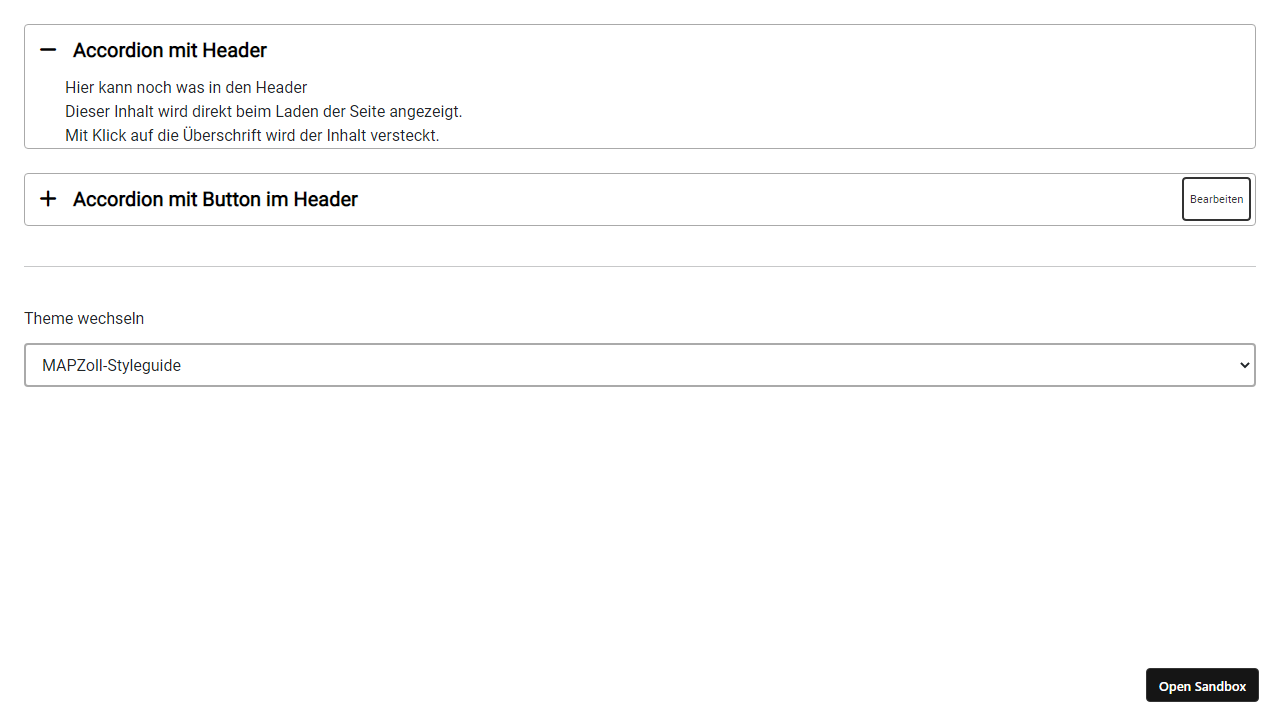 Accordion mit Header
Hier kann noch was in den Header
Dieser Inhalt wird direkt beim Laden der Seite angezeigt.
Mit Klick auf die Überschrift wird der Inhalt versteckt.
Accordion mit Button im Header
Bearbeiten
Theme wechseln
MAPZoll-Styleguide
Open Sandbox